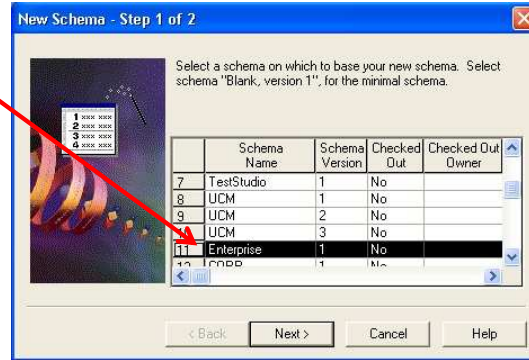 New Schema - Step 1 of 2
Select a schema on which to base your new schema. Select
schema "Blank, version 1", for the minimal schema.
1 xxx xxx
2 xxx xxx
3 xxx xxx
4 xxx xxx
Schema Name Schema Version Checked Out Checked Out Owner
7 TestStudio 1 No
8 UCM 1 No
9 UCM 2 No
UCM 3 No
11 Enterprise 1 No
1 No
< Back Next > Cancel Help